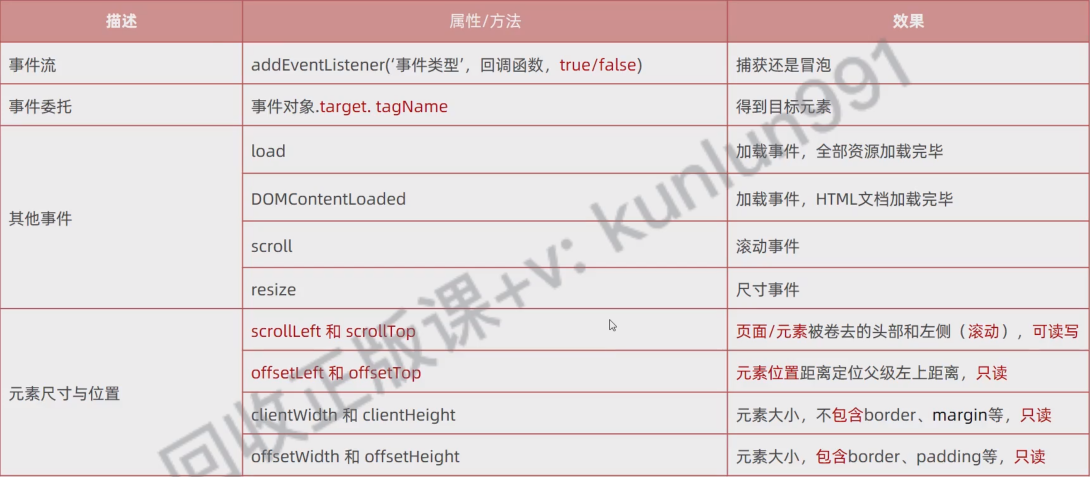 描述 属性/方法 效果
事件流 addEventListener(‘事件类型’，回调函数，true/false) 捕获还是冒泡
事件委托 事件对象.target. tagName 得到目标元素
其他事件 load 加载事件，全部资源加载完毕
DOMContentLoaded 加载事件，HTML文档加载完毕
scroll 滚动事件
resize 尺寸事件
元素尺寸与位置 scrollLeft 和 scrollTop 页面/元素被卷去的头部和左侧（滚动），可读写
offsetLeft 和 offsetTop 元素位置距离定位父级左上距离，只读
clientWidth 和 clientHeight 元素大小，不包含border、margin等，只读
offsetWidth 和 offsetHeight 元素大小，包含border、padding等，只读
回收正版课+v: kunlun991